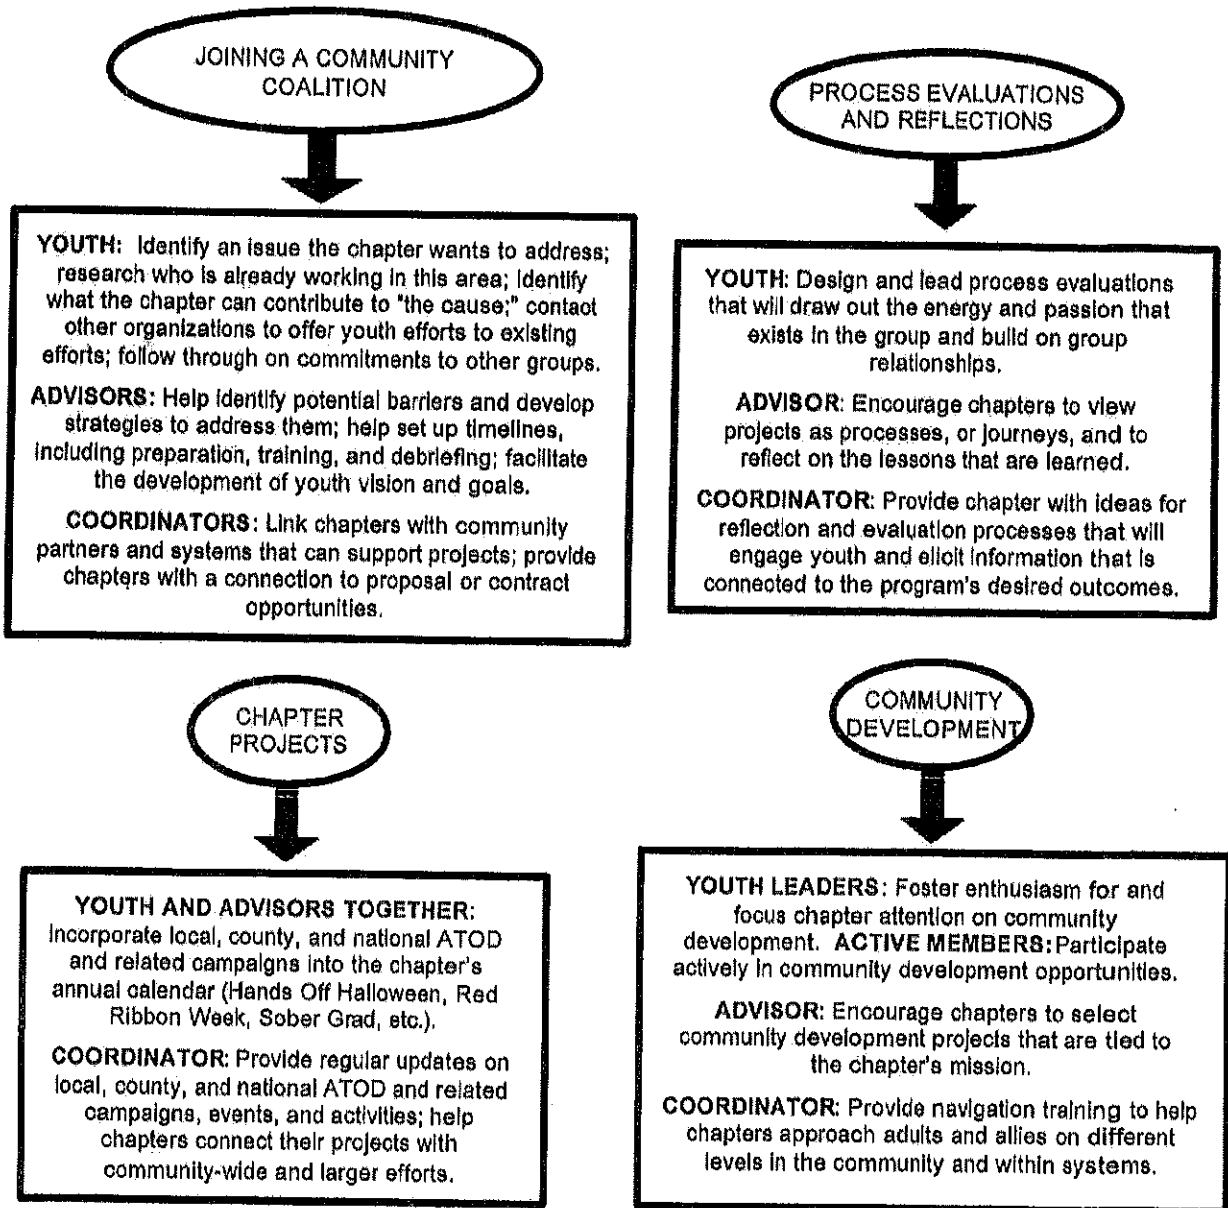 JOINING A COMMUNITY
COALITION
YOUTH: Identify an issue the chapter wants to address;
research who is already working in this area; identify
what the chapter can contribute to "the cause;" contact
other organizations to offer youth efforts to existing
efforts; follow through on commitments to other groups.
ADVISORS: Help identify potential barriers and develop
strategies to address them; help set up timelines,
including preparation, training, and debriefing; facilitate
the development of youth vision and goals.
COORDINATORS: Link chapters with community
partners and systems that can support projects; provide
chapters with a connection to proposal or contract
opportunities.
PROCESS EVALUATIONS
AND REFLECTIONS
YOUTH: Design and lead process evaluations
that will draw out the energy and passion that
exists in the group and build on group
relationships.
ADVISOR: Encourage chapters to view
projects as processes, or journeys, and to
reflect on the lessons that are learned.
COORDINATOR: Provide chapter with ideas for
reflection and evaluation processes that will
engage youth and elicit information that is
connected to the program's desired outcomes.
CHAPTER
PROJECTS
YOUTH AND ADVISORS TOGETHER:
Incorporate local, county, and national ATOD
and related campaigns into the chapter's
annual calendar (Hands Off Halloween, Red
Ribbon Week, Sober Grad, etc.).
COORDINATOR: Provide regular updates on
local, county, and national ATOD and related
campaigns, events, and activities; help
chapters connect their projects with
community-wide and larger efforts.
COMMUNITY
DEVELOPMENT
YOUTH LEADERS: Foster enthusiasm for and
focus chapter attention on community
development. ACTIVE MEMBERS: Participate
actively in community development opportunities.
ADVISOR: Encourage chapters to select
community development projects that are tied to
the chapter's mission.
COORDINATOR: Provide navigation training to help
chapters approach adults and allies on different
levels in the community and within systems.